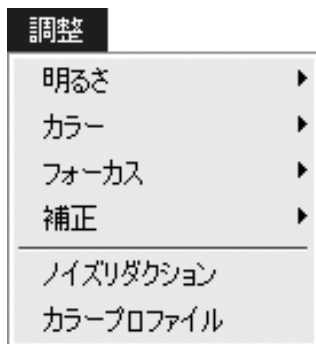 調整
明るさ
カラー
フォーカス
補正
ノイズリダクション
カラープロファイル